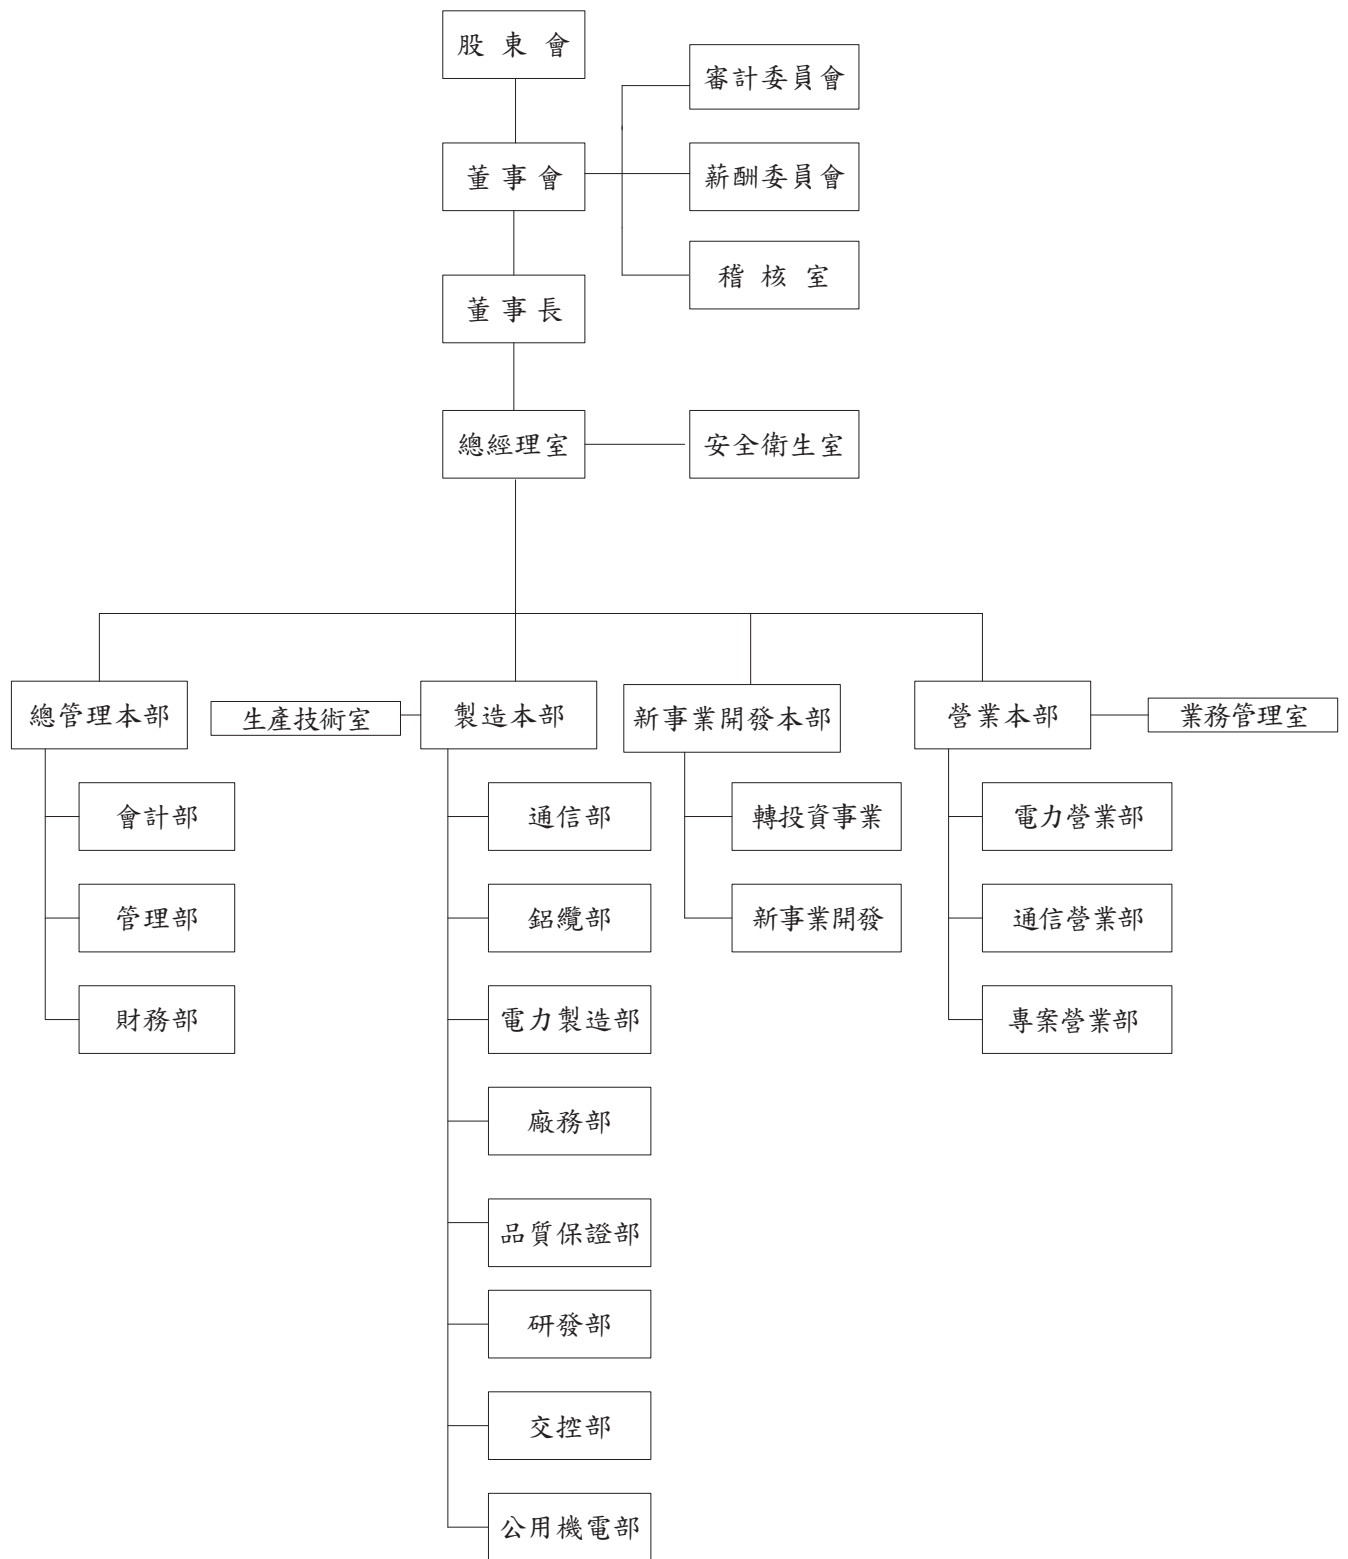 股東會
審計委員會
董事會
薪酬委員會
稽核室
董事長
總經理室
安全衛生室
總管理本部
生產技術室
製造本部
新事業開發本部
營業本部
業務管理室
會計部
通信部
轉投資事業
電力營業部
管理部
鋁纜部
新事業開發
通信營業部
財務部
電力製造部
專案營業部
廠務部
品質保證部
研發部
交控部
公用機電部